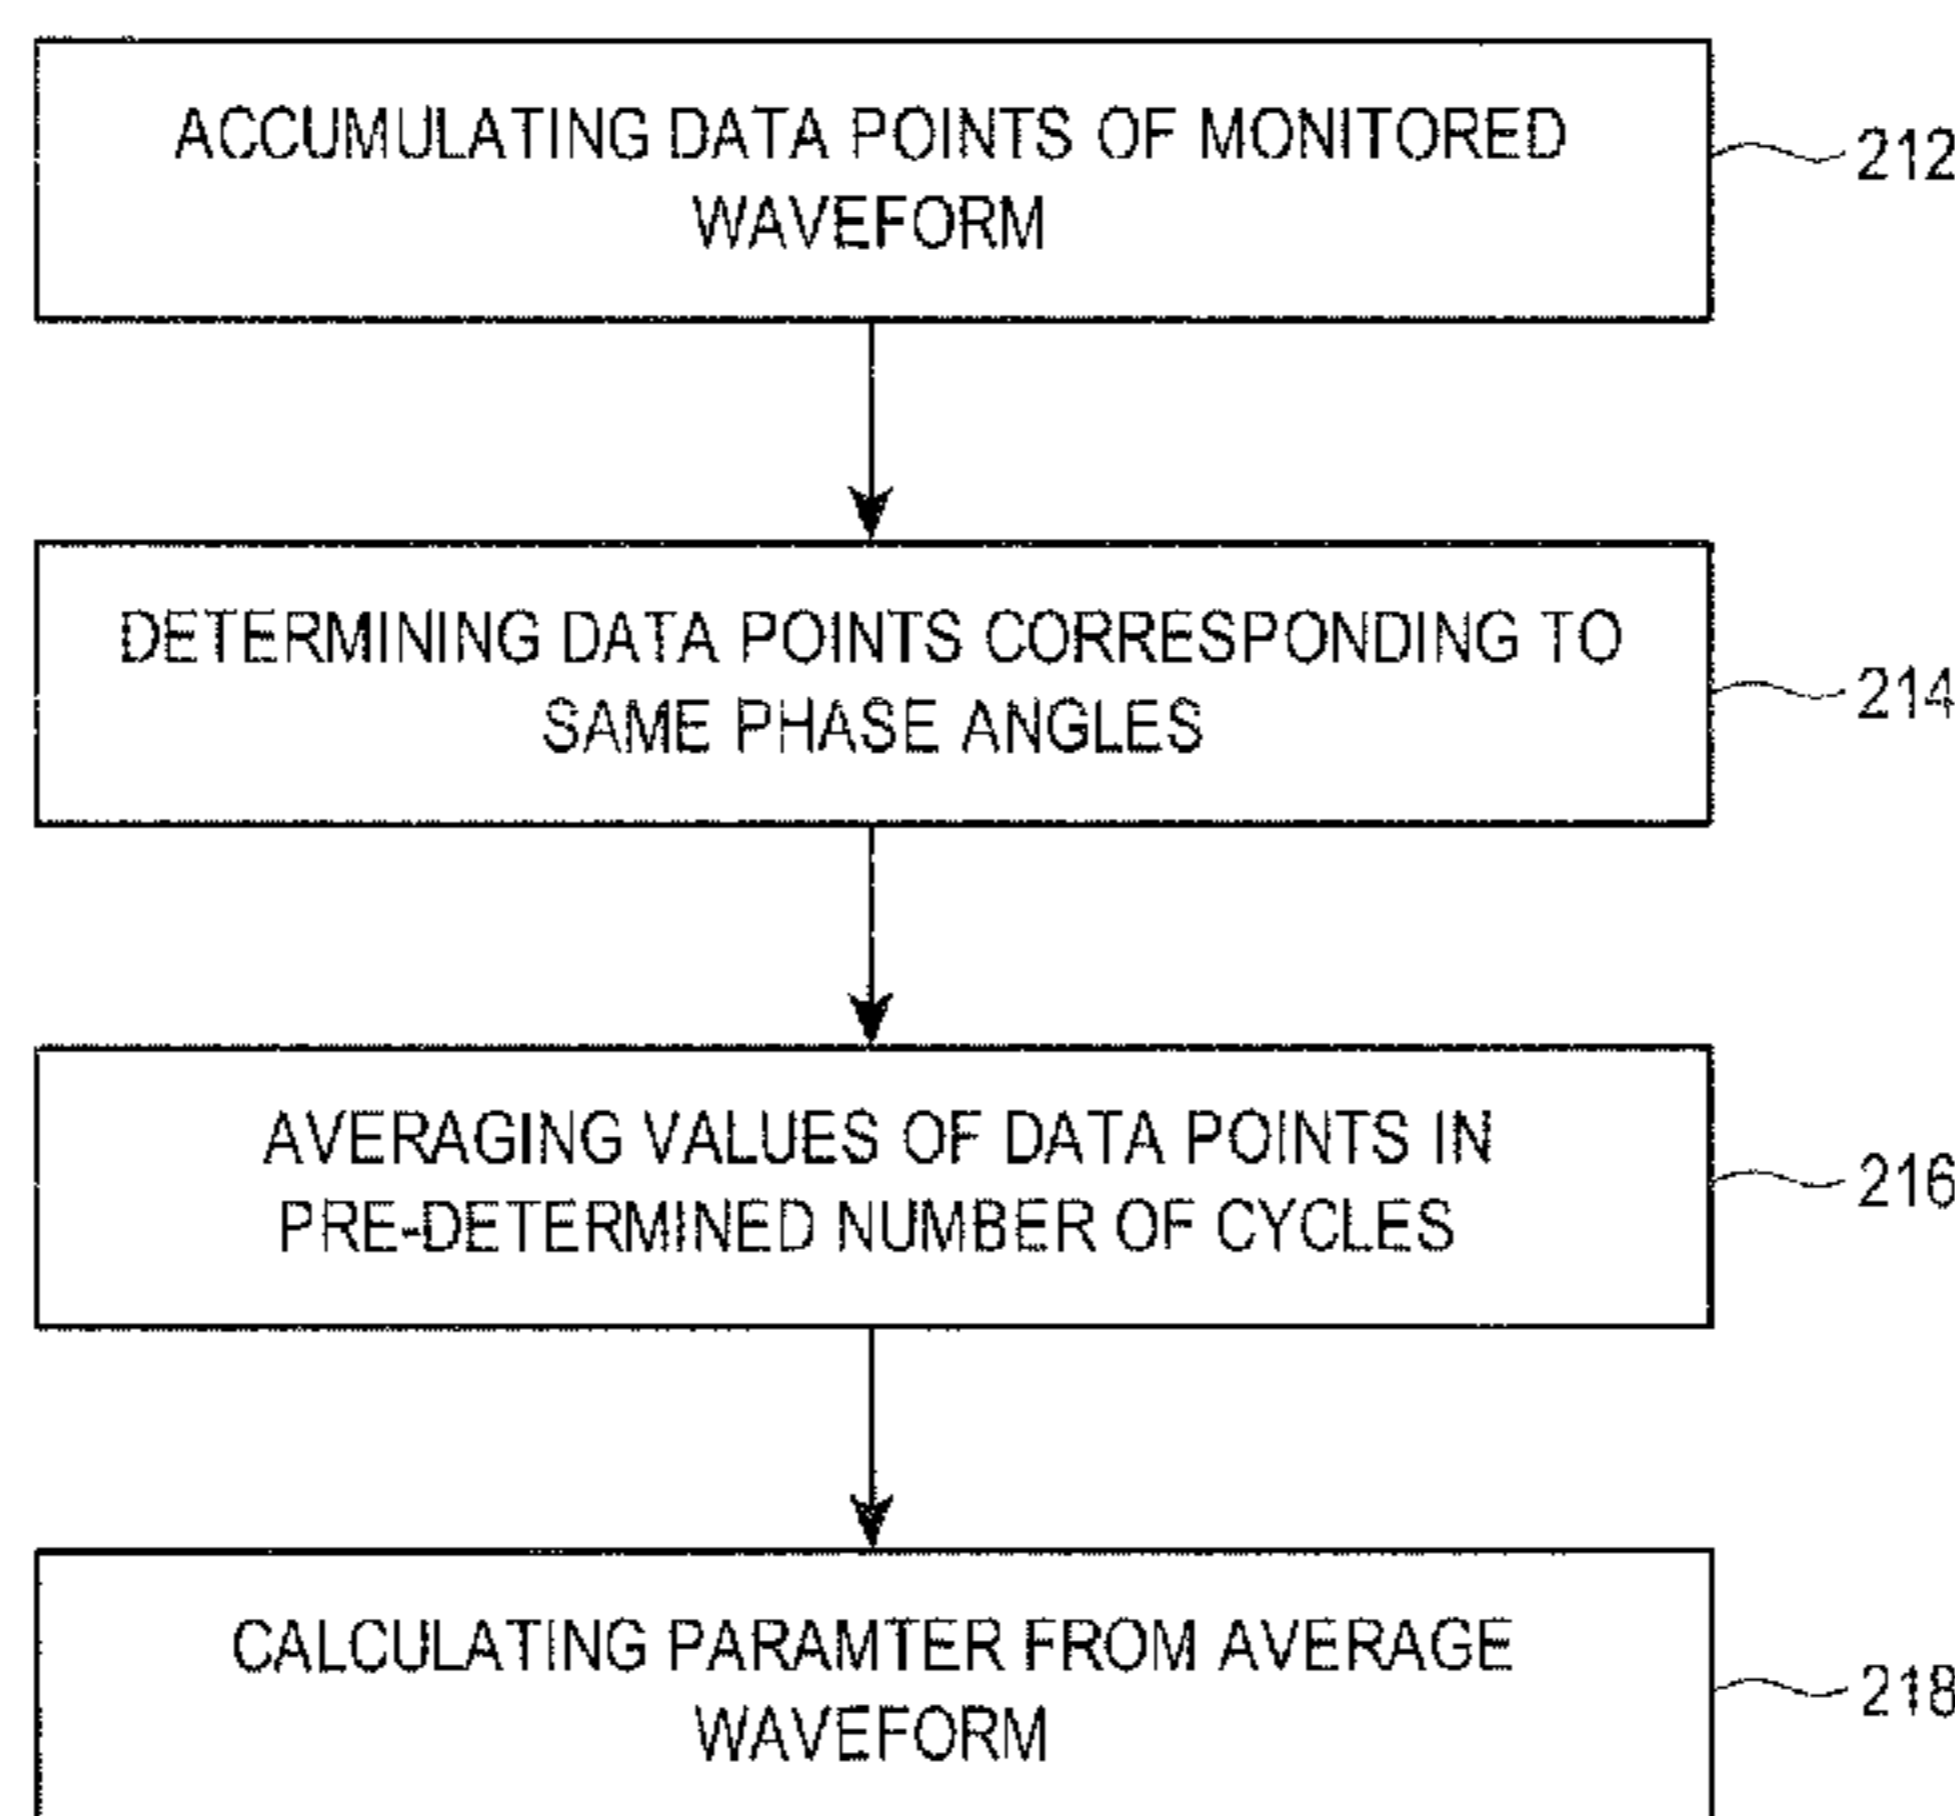 ACCUMULATING DATA POINTS OF MONITORED
WAVEFORM
212
DETERMINING DATA POINTS CORRESPONDING TO
SAME PHASE ANGLES
214
AVERAGING VALUES OF DATA POINTS IN
PRE-DETERMINED NUMBER OF CYCLES
216
CALCULATING PARAMTER FROM AVERAGE
WAVEFORM
218